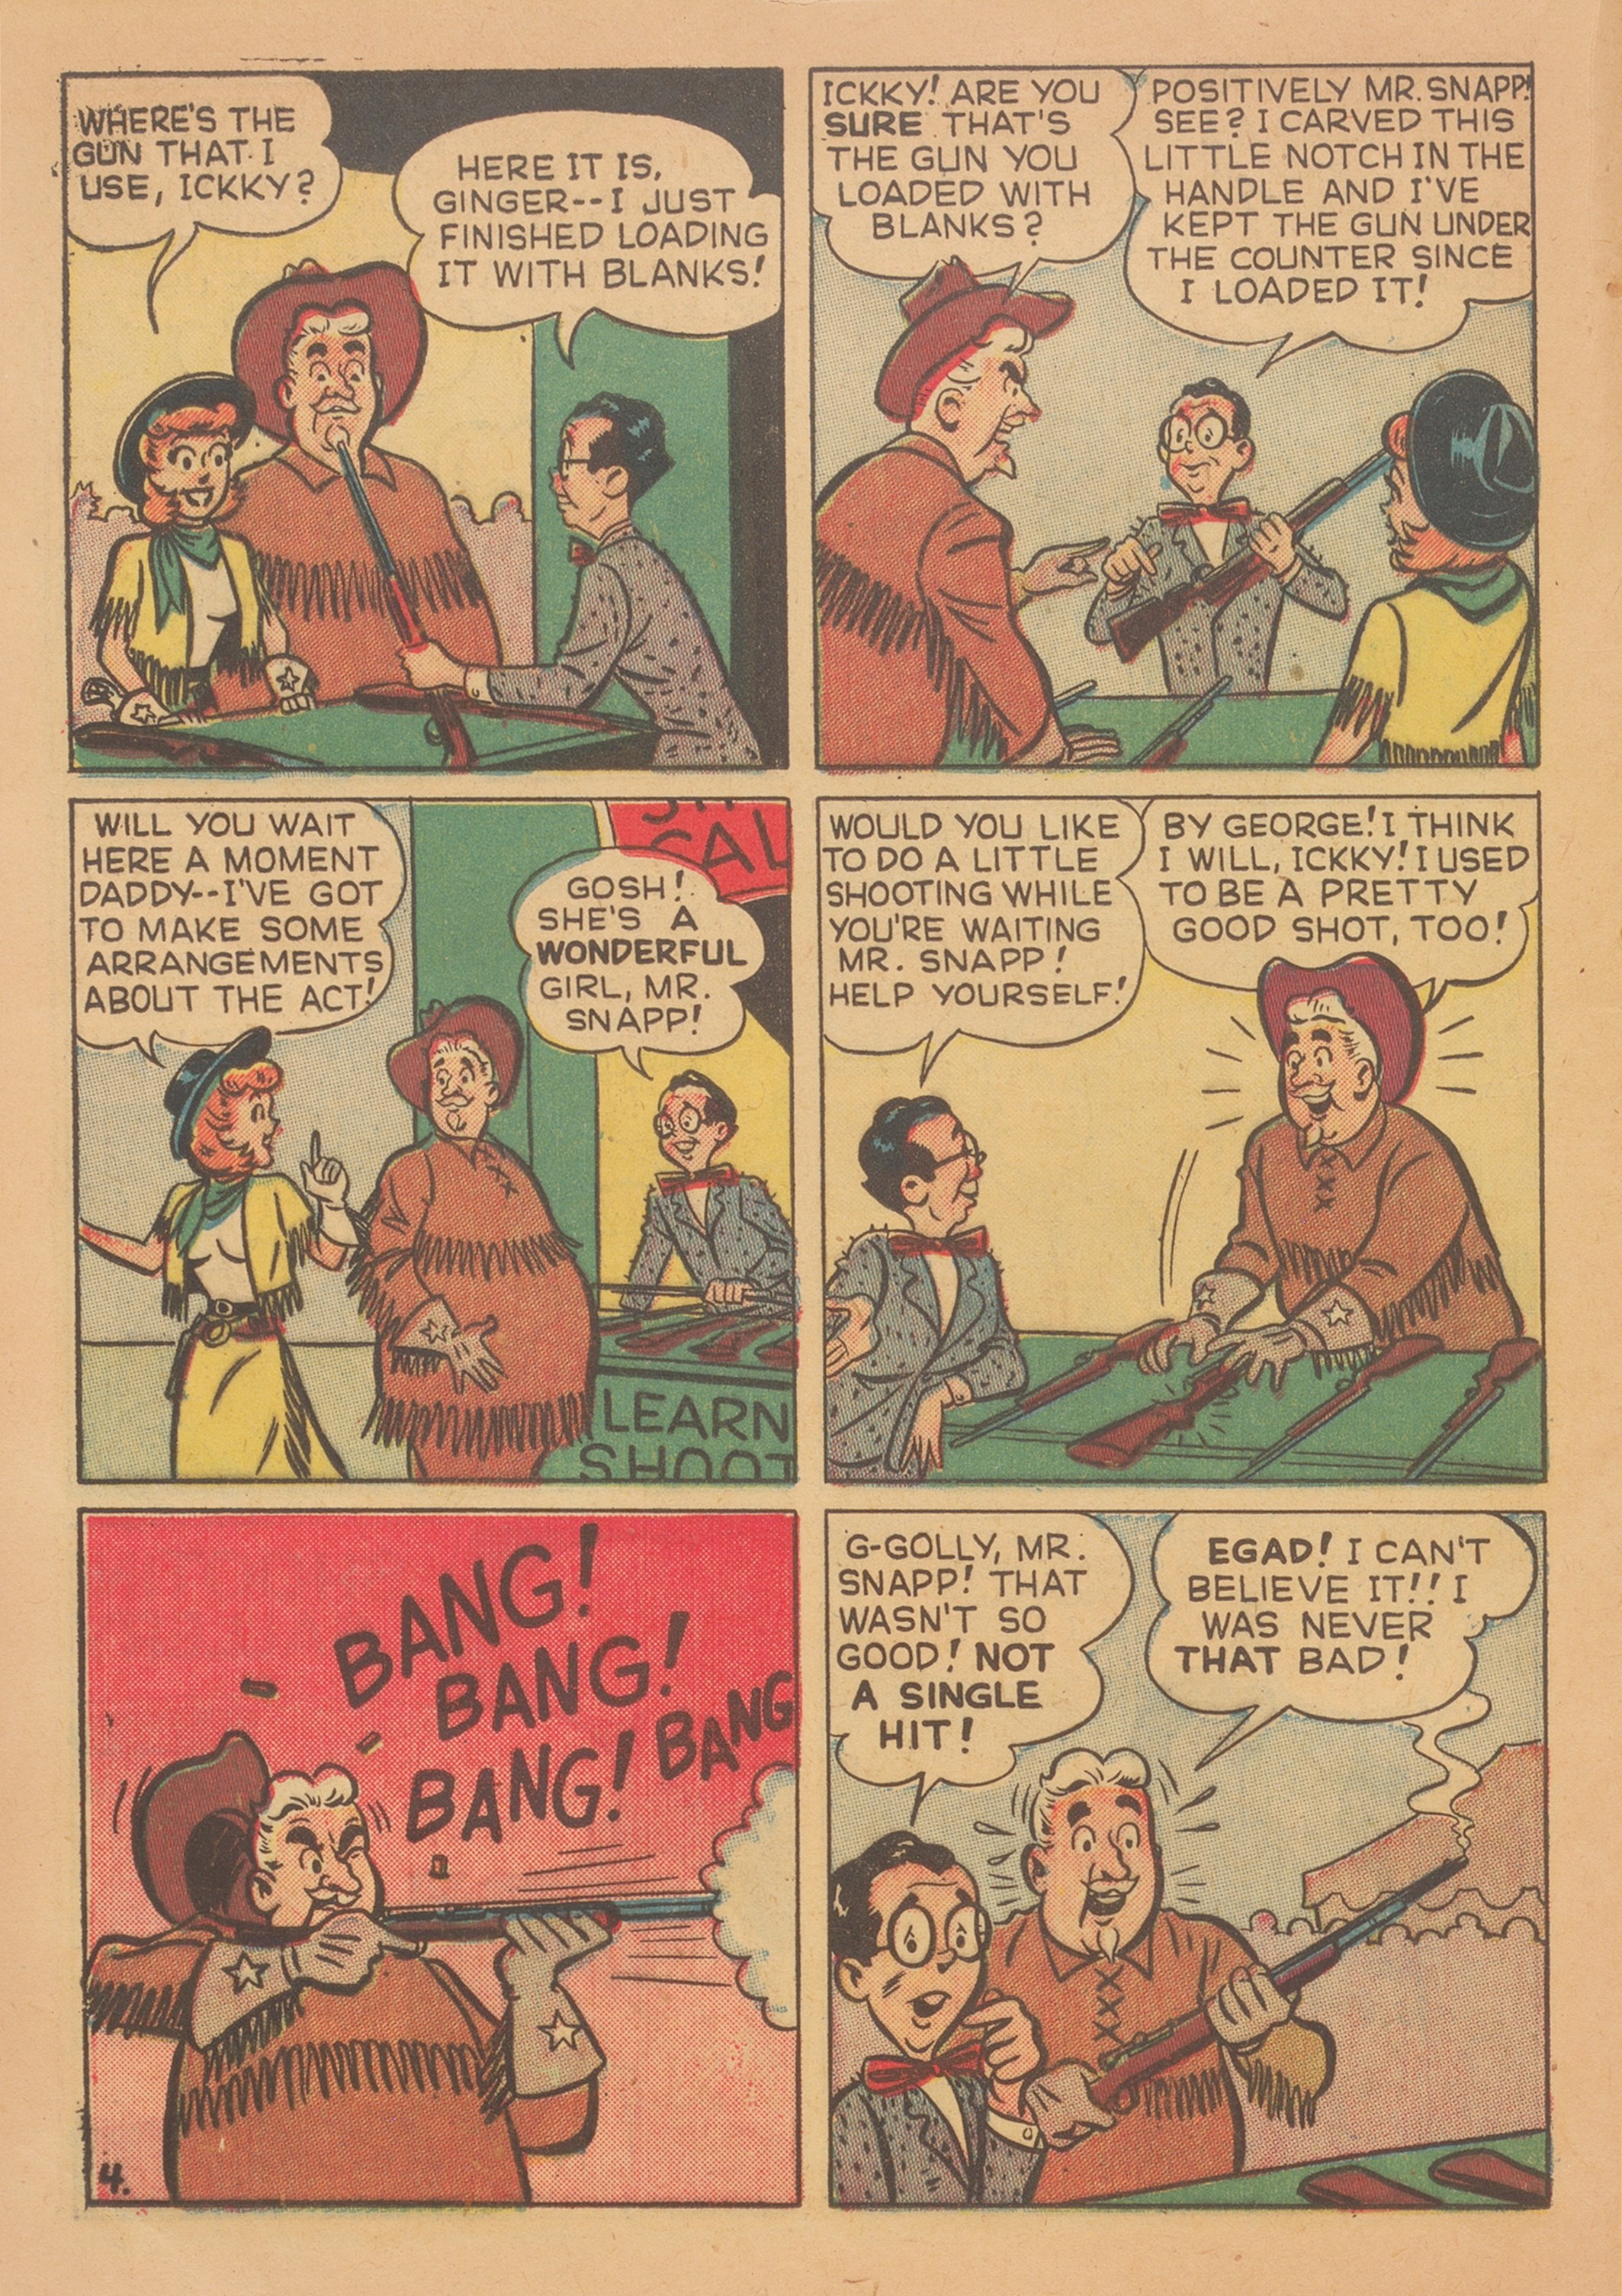 WHERE'S THE
GUN THAT I
USE, ICKKY?
HERE IT IS,
GINGER--I JUST
FINISHED LOADING
IT WITH BLANKS!
ICKKY! ARE YOU
SURE THAT'S
THE GUN YOU
LOADED WITH
BLANKS?
POSITIVELY MR. SNAPP!
SEE? I CARVED THIS
LITTLE NOTCH IN THE
HANDLE AND I'VE
KEPT THE GUN UNDER
THE COUNTER SINCE
I LOADED IT!
WILL YOU WAIT
HERE A MOMENT
DADDY--I'VE GOT
TO MAKE SOME
ARRANGEMENTS
ABOUT THE ACT!
GOSH!
SHE'S A
WONDERFUL
GIRL, MR.
SNAPP!
CAL
LEARN
SHOOT
WOULD YOU LIKE
TO DO A LITTLE
SHOOTING WHILE
YOU'RE WAITING
MR. SNAPP!
HELP YOURSELF!
BY GEORGE! I THINK
I WILL, ICKKY! I USED
TO BE A PRETTY
GOOD SHOT, TOO!
BANG!
BANG!
BANG! BANG
4.
G-GOLLY, MR.
SNAPP! THAT
WASN'T SO
GOOD! NOT
A SINGLE
HIT!
EGAD! I CAN'T
BELIEVE IT!! I
WAS NEVER
THAT BAD!